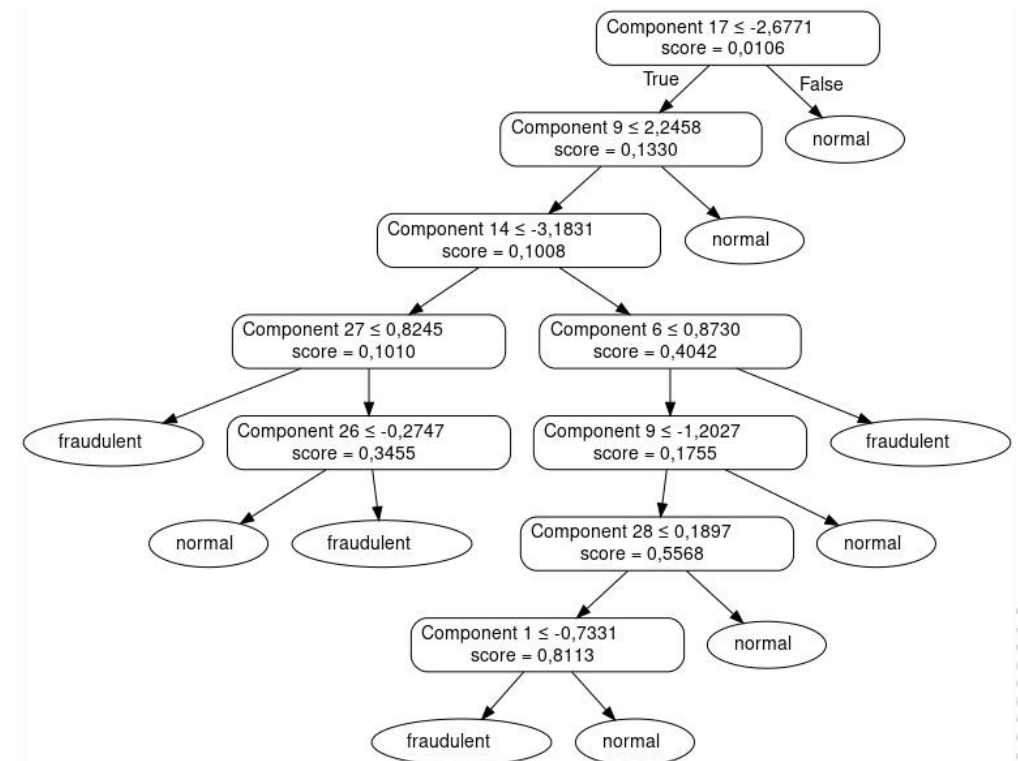 Component 17 ≤ -2,6771
score = 0,0106
True
False
Component 9 ≤ 2,2458
score = 0,1330
normal
Component 14 ≤ -3,1831
score = 0,1008
normal
Component 27 ≤ 0,8245
score = 0,1010
Component 6 ≤ 0,8730
score = 0,4042
fraudulent
Component 26 ≤ -0,2747
score = 0,3455
Component 9 ≤ -1,2027
score = 0,1755
fraudulent
normal
fraudulent
Component 28 ≤ 0,1897
score = 0,5568
normal
Component 1 ≤ -0,7331
score = 0,8113
normal
fraudulent
normal